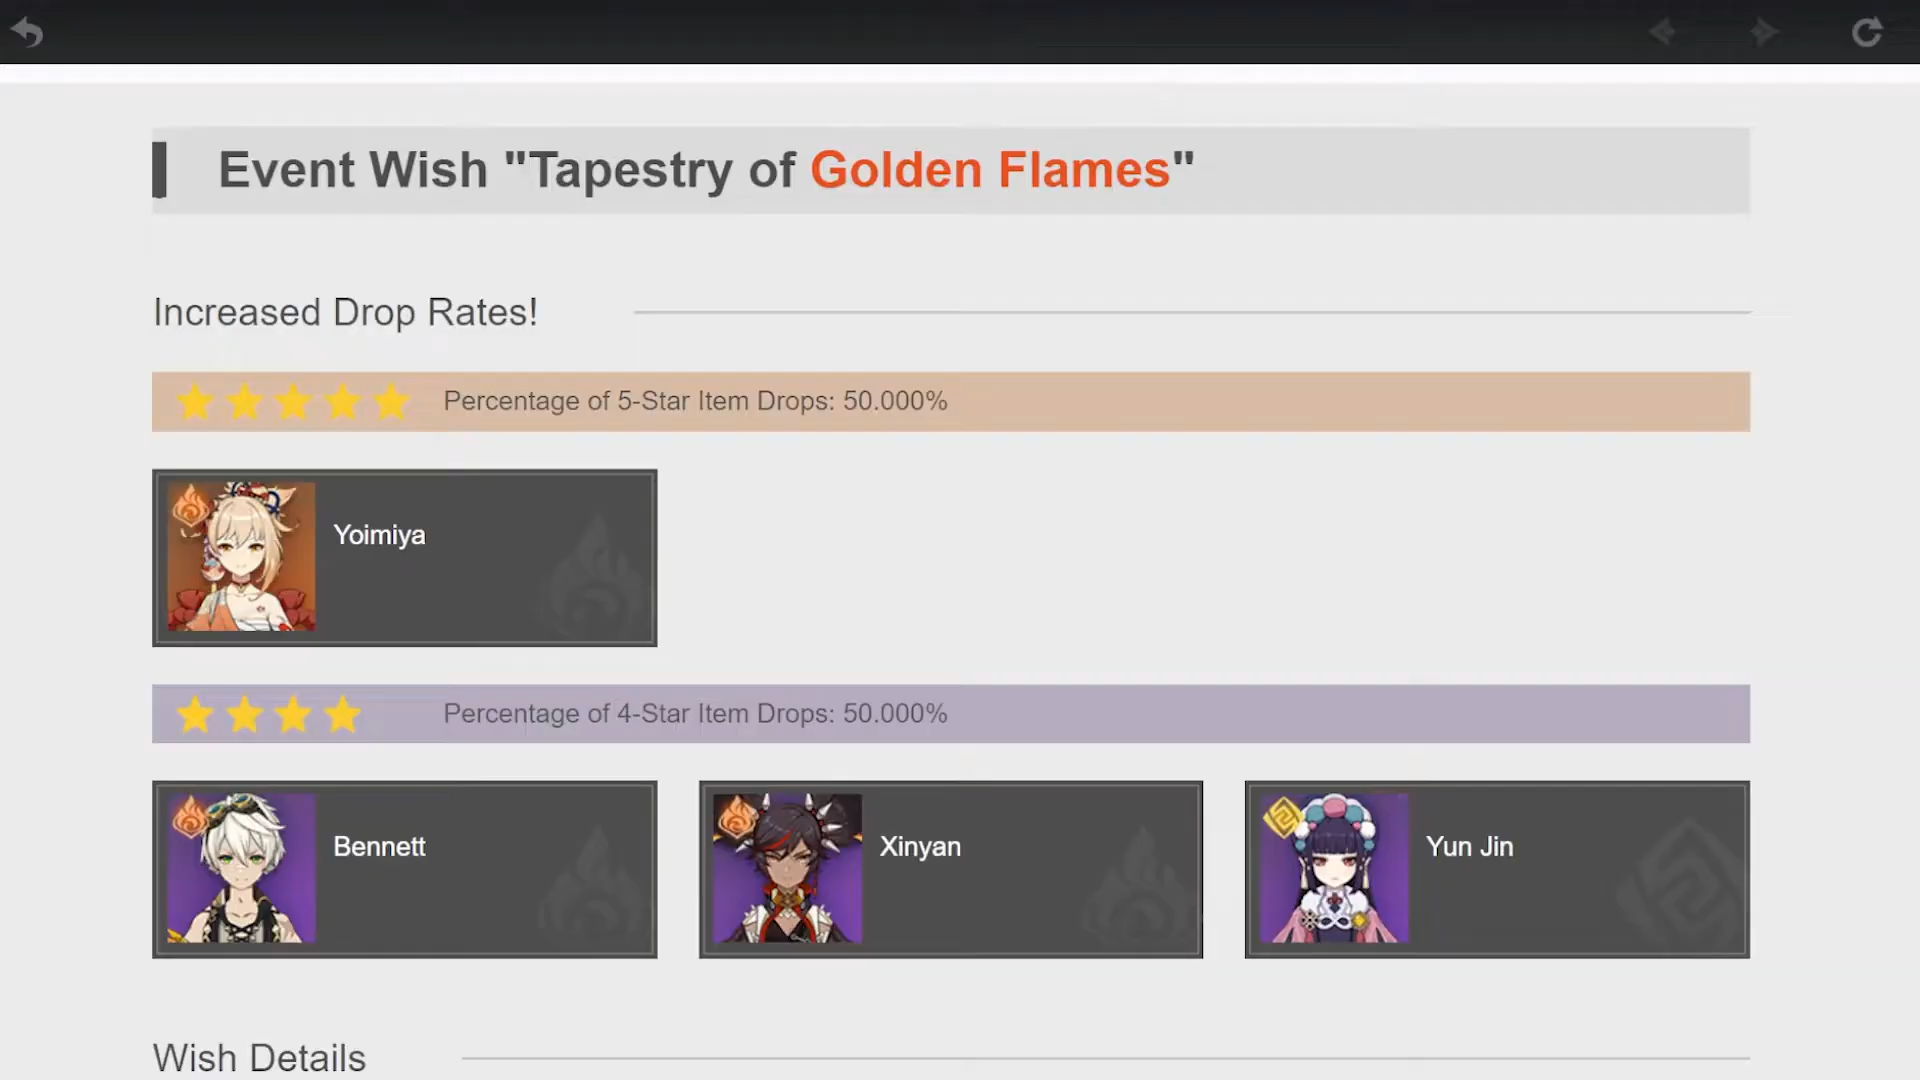 Event Wish "Tapestry of Golden Flames"
Increased Drop Rates!
Percentage of 5-Star Item Drops: 50.000%
Yoimiya
Percentage of 4-Star Item Drops: 50.000%
Bennett
Xinyan
Yun Jin
Wish Details